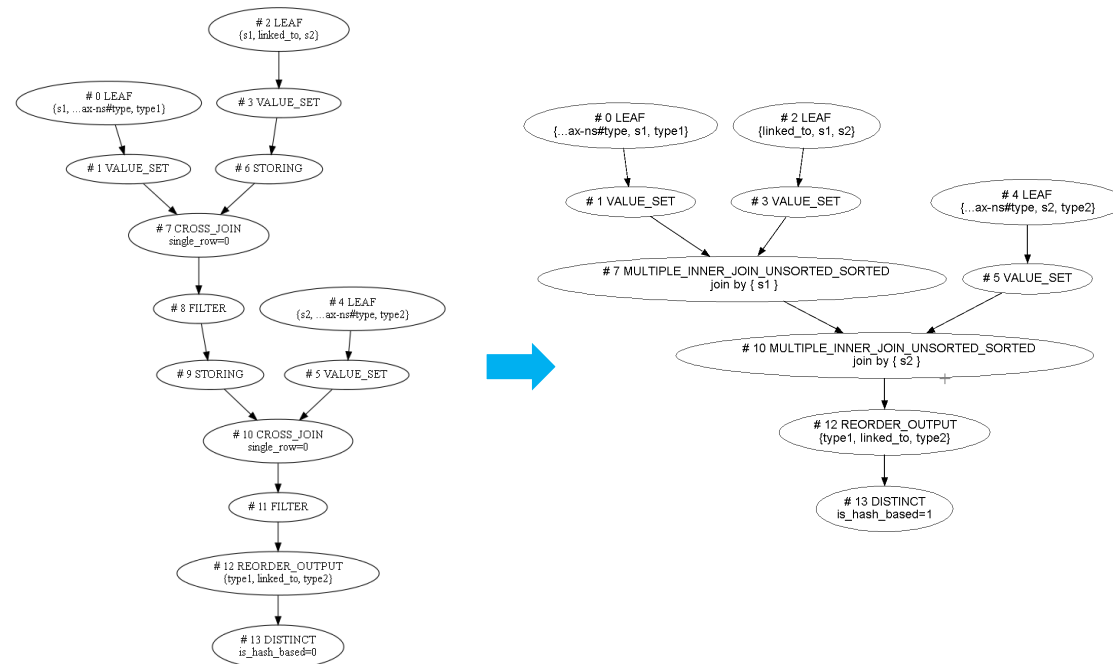 # 2 LEAF
{s1, linked_to, s2}
# 0 LEAF
{s1, ...ax-ns#type, type1}
# 3 VALUE_SET
# 1 VALUE_SET
# 6 STORING
# 7 CROSS_JOIN
single_row=0
# 8 FILTER
# 4 LEAF
{s2, ...ax-ns#type, type2}
# 9 STORING
# 5 VALUE_SET
# 10 CROSS_JOIN
single_row=0
# 11 FILTER
# 12 REORDER_OUTPUT
{type1, linked_to, type2}
# 13 DISTINCT
is_hash_based=0
# 0 LEAF
{...ax-ns#type, s1, type1}
# 2 LEAF
{linked_to, s1, s2}
# 1 VALUE_SET
# 3 VALUE_SET
# 4 LEAF
{...ax-ns#type, s2, type2}
# 7 MULTIPLE_INNER_JOIN_UNSORTED_SORTED
join by { s1 }
# 5 VALUE_SET
# 10 MULTIPLE_INNER_JOIN_UNSORTED_SORTED
join by { s2 }
# 12 REORDER_OUTPUT
{type1, linked_to, type2}
# 13 DISTINCT
is_hash_based=1